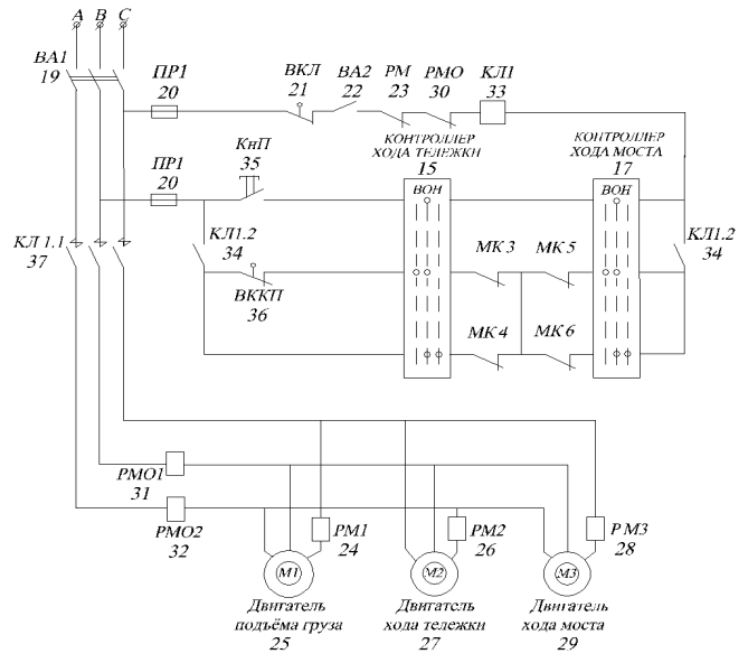 A B C
ВА1
19
ПР1
20
ВКЛ
21
ВА2
22
РМ
23
РМО
30
КЛ1
33
КОНТРОЛЛЕР
ХОДА ТЕЛЕЖКИ
15
КОНТРОЛЛЕР
ХОДА МОСТА
17
ПР1
20
КнП
35
ВОН
ВОН
КЛ 1.1
37
КЛ1.2
34
ВККП
36
МК 3
МК 5
КЛ1.2
34
МК 4
МК 6
РМО1
31
РМО2
32
РМ1
24
РМ2
26
РМ3
28
М1
М2
М3
Двигатель
подъёма груза
25
Двигатель
хода тележки
27
Двигатель
хода моста
29